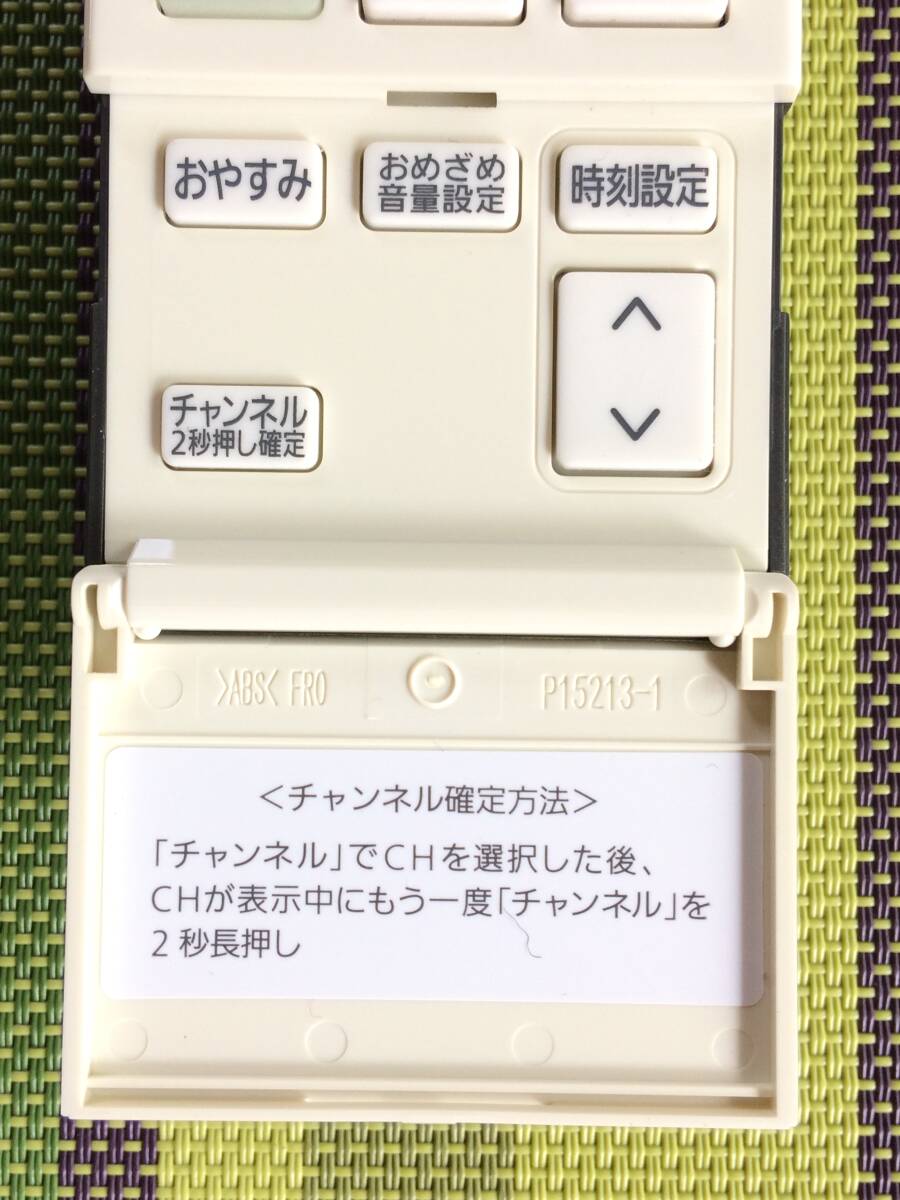 おやすみ
おめざめ
音量設定
時刻設定
チャンネル
2秒押し確定
>ABS< FR0
P15213-1
<チャンネル確定方法>
「チャンネル」でCHを選択した後、
CHが表示中にもう一度「チャンネル」を
2秒長押し